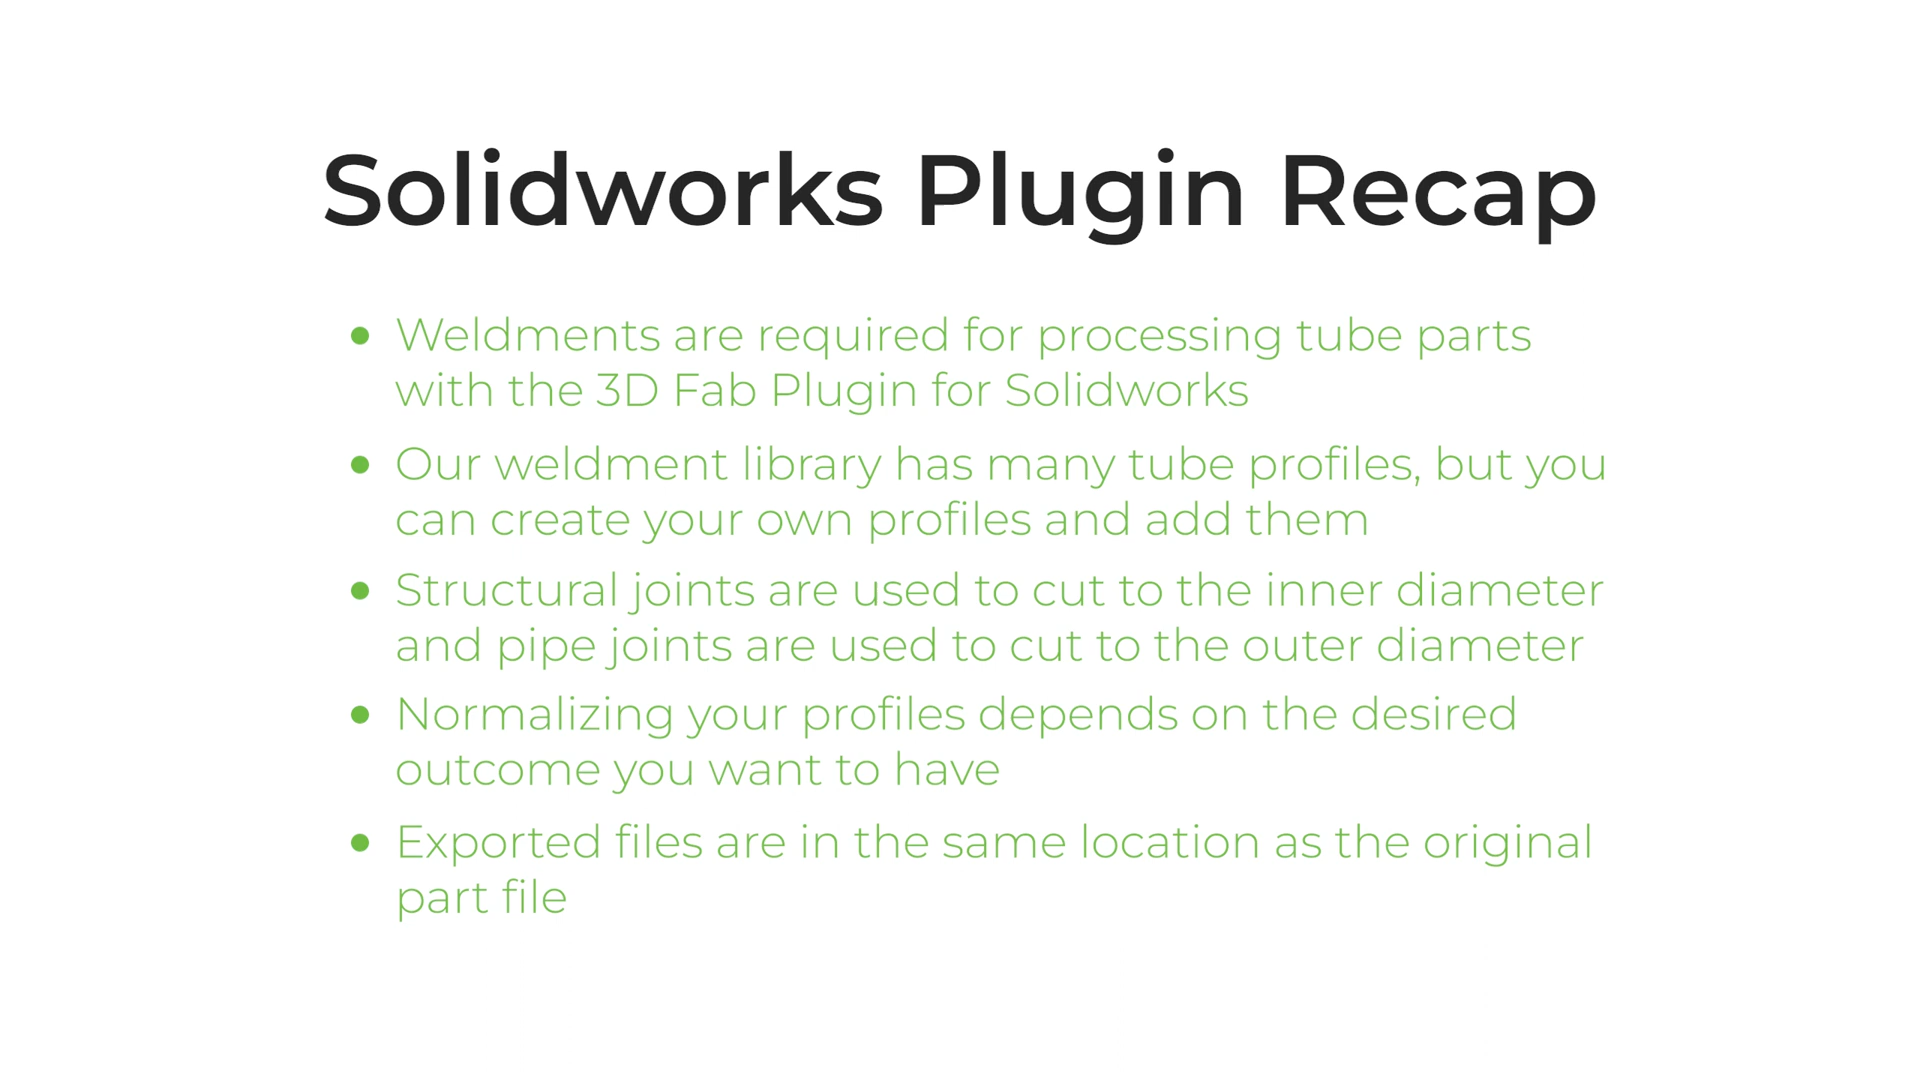 Solidworks Plugin Recap
• Weldments are required for processing tube parts
with the 3D Fab Plugin for Solidworks
• Our weldment library has many tube profiles, but you
can create your own profiles and add them
• Structural joints are used to cut to the inner diameter
and pipe joints are used to cut to the outer diameter
• Normalizing your profiles depends on the desired
outcome you want to have
• Exported files are in the same location as the original
part file